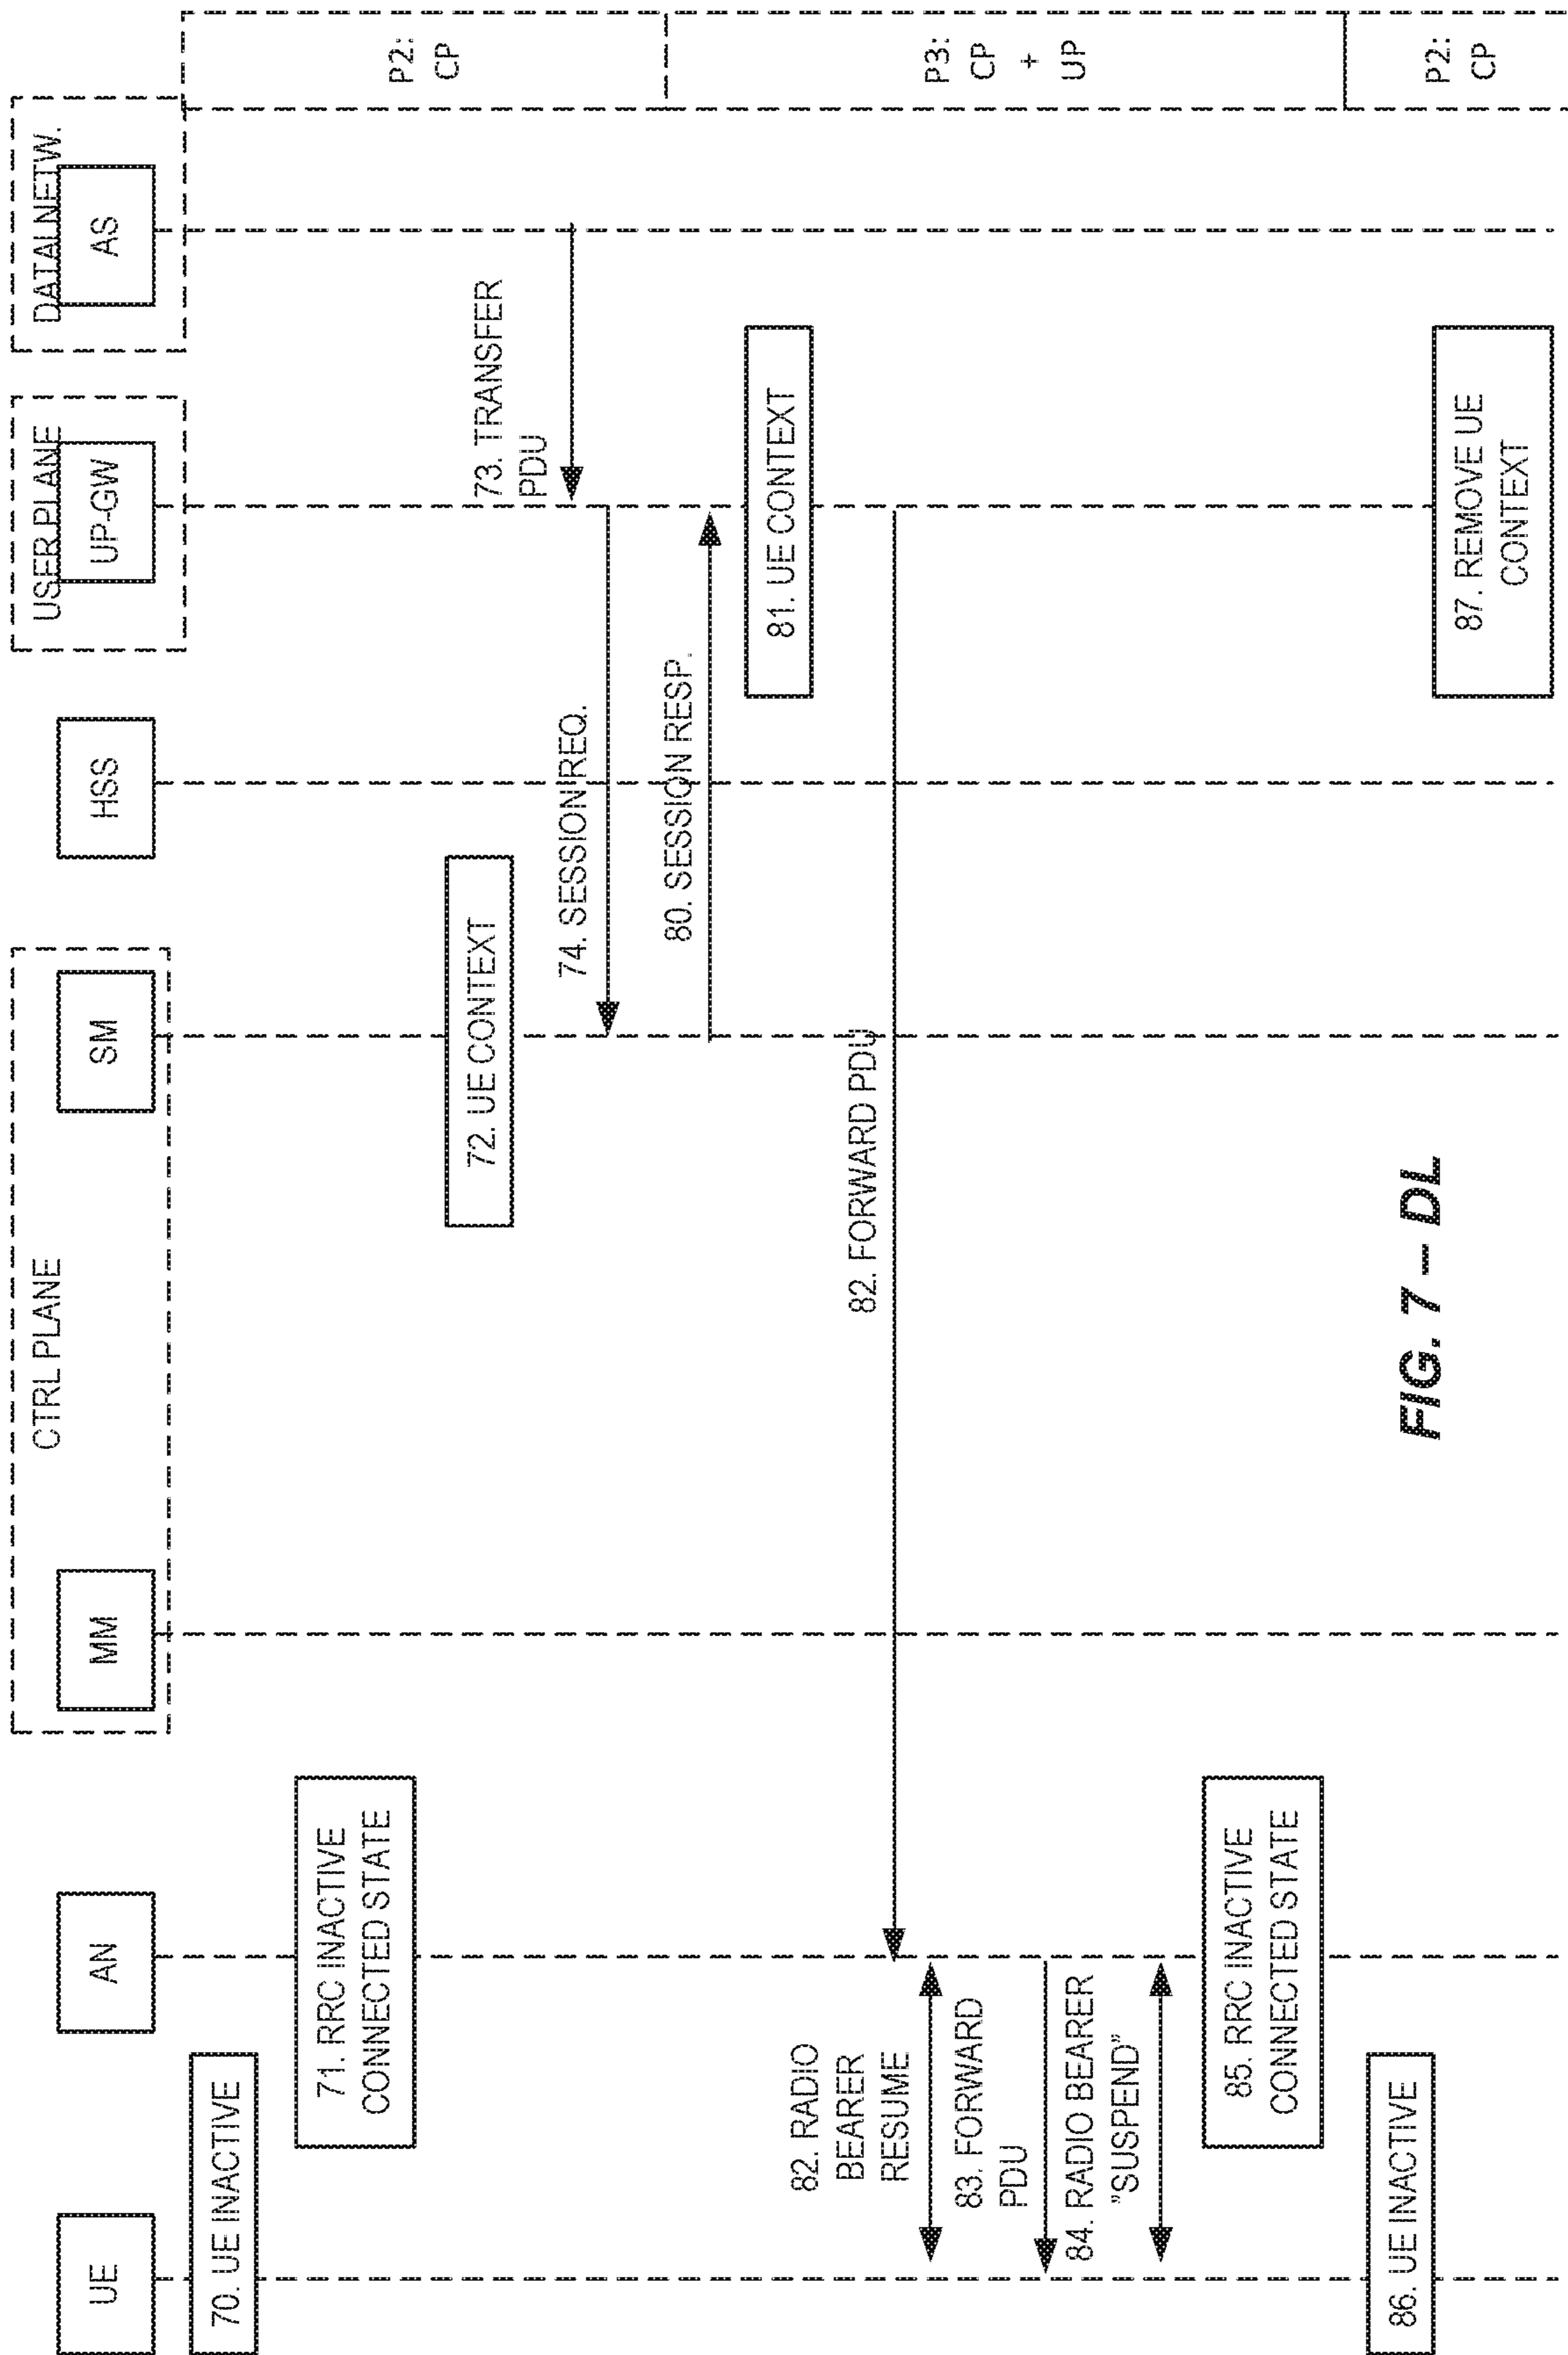 CTRL PLANE
USER PLANE
DATALNETW.
UE
AN
MM
SM
HSS
UP-GW
AS
70. UE INACTIVE
71. RRC INACTIVE
CONNECTED STATE
P2:
CP
72. UE CONTEXT
73. TRANSFER
PDU
74. SESSION REQ.
80. SESSION RESP.
81. UE CONTEXT
P3:
CP
+
UP
82. FORWARD PDU
82. RADIO
BEARER
RESUME
83. FORWARD
PDU
84. RADIO BEARER
"SUSPEND"
85. RRC INACTIVE
CONNECTED STATE
86. UE INACTIVE
87. REMOVE UE
CONTEXT
P2:
CP
FIG. 7 – DL